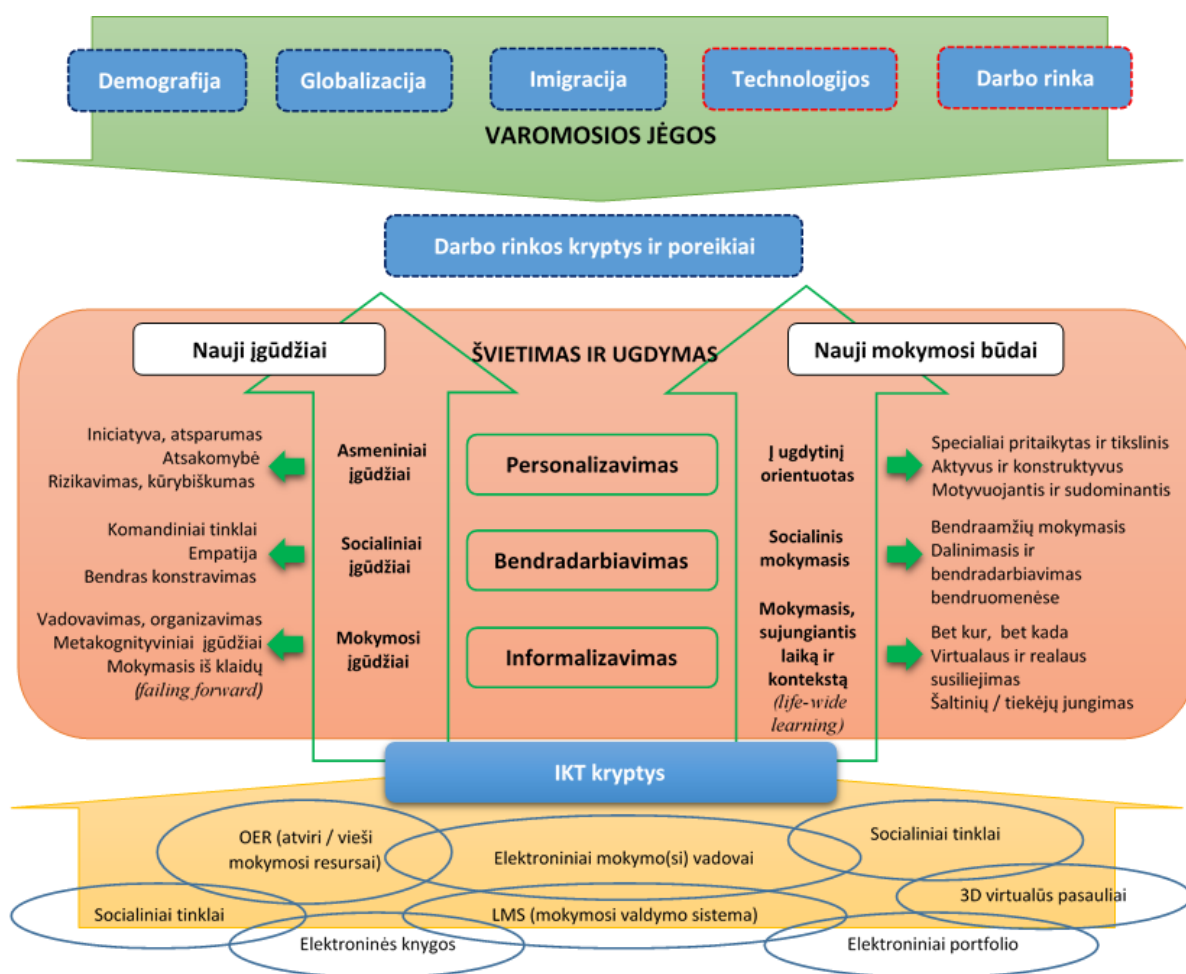 Demografija
Globalizacija
Imigracija
Technologijos
Darbo rinka
VAROMOSIOS JĖGOS
Darbo rinkos kryptys ir poreikiai
Nauji įgūdžiai
ŠVIETIMAS IR UGDYMAS
Nauji mokymosi būdai
Iniciatyva, atsparumas
Atsakomybė
Rizikavimas, kūrybiškumas
Asmeniniai
įgūdžiai
Personalizavimas
Į ugdytinį
orientuotas
Specialiai pritaikytas ir tikslinis
Aktyvus ir konstruktyvus
Motyvuojantis ir sudominantis
Komandiniai tinklai
Empatija
Bendras konstravimas
Socialiniai
įgūdžiai
Bendradarbiavimas
Socialinis
mokymasis
Bendraamžių mokymasis
Dalinimasis ir
bendradarbiavimas
bendruomenėse
Vadovavimas, organizavimas
Metakognityviniai įgūdžiai
Mokymasis iš klaidų
(failing forward)
Mokymosi
įgūdžiai
Informalizavimas
Mokymasis,
sujungiantis
laiką ir
kontekstą
(life-wide
learning)
Bet kur, bet kada
Virtualaus ir realaus
susiliejimas
Šaltinių / tiekėjų jungimas
IKT kryptys
OER (atviri / vieši
mokymosi resursai)
Elektroniniai mokymo(si) vadovai
Socialiniai tinklai
Socialiniai tinklai
LMS (mokymosi valdymo sistema)
3D virtualūs pasauliai
Elektroninės knygos
Elektroniniai portfolio